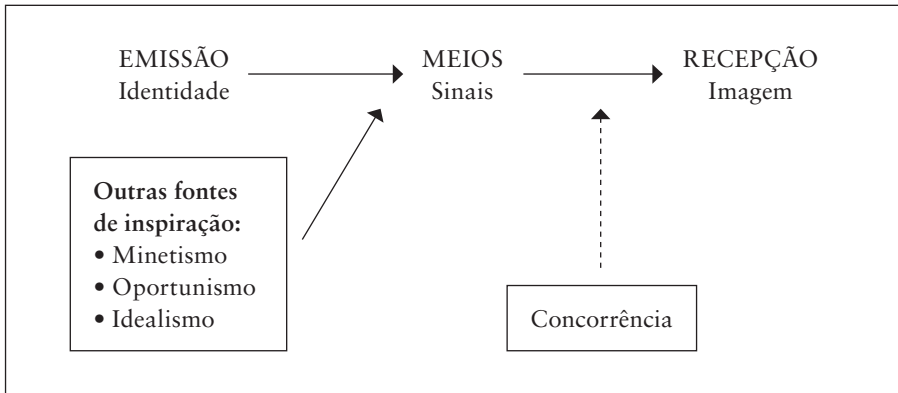 EMISSÃO
Identidade
MEIOS
Sinais
RECEPÇÃO
Imagem
Outras fontes
de inspiração:
• Minetismo
• Oportunismo
• Idealismo
Concorrência